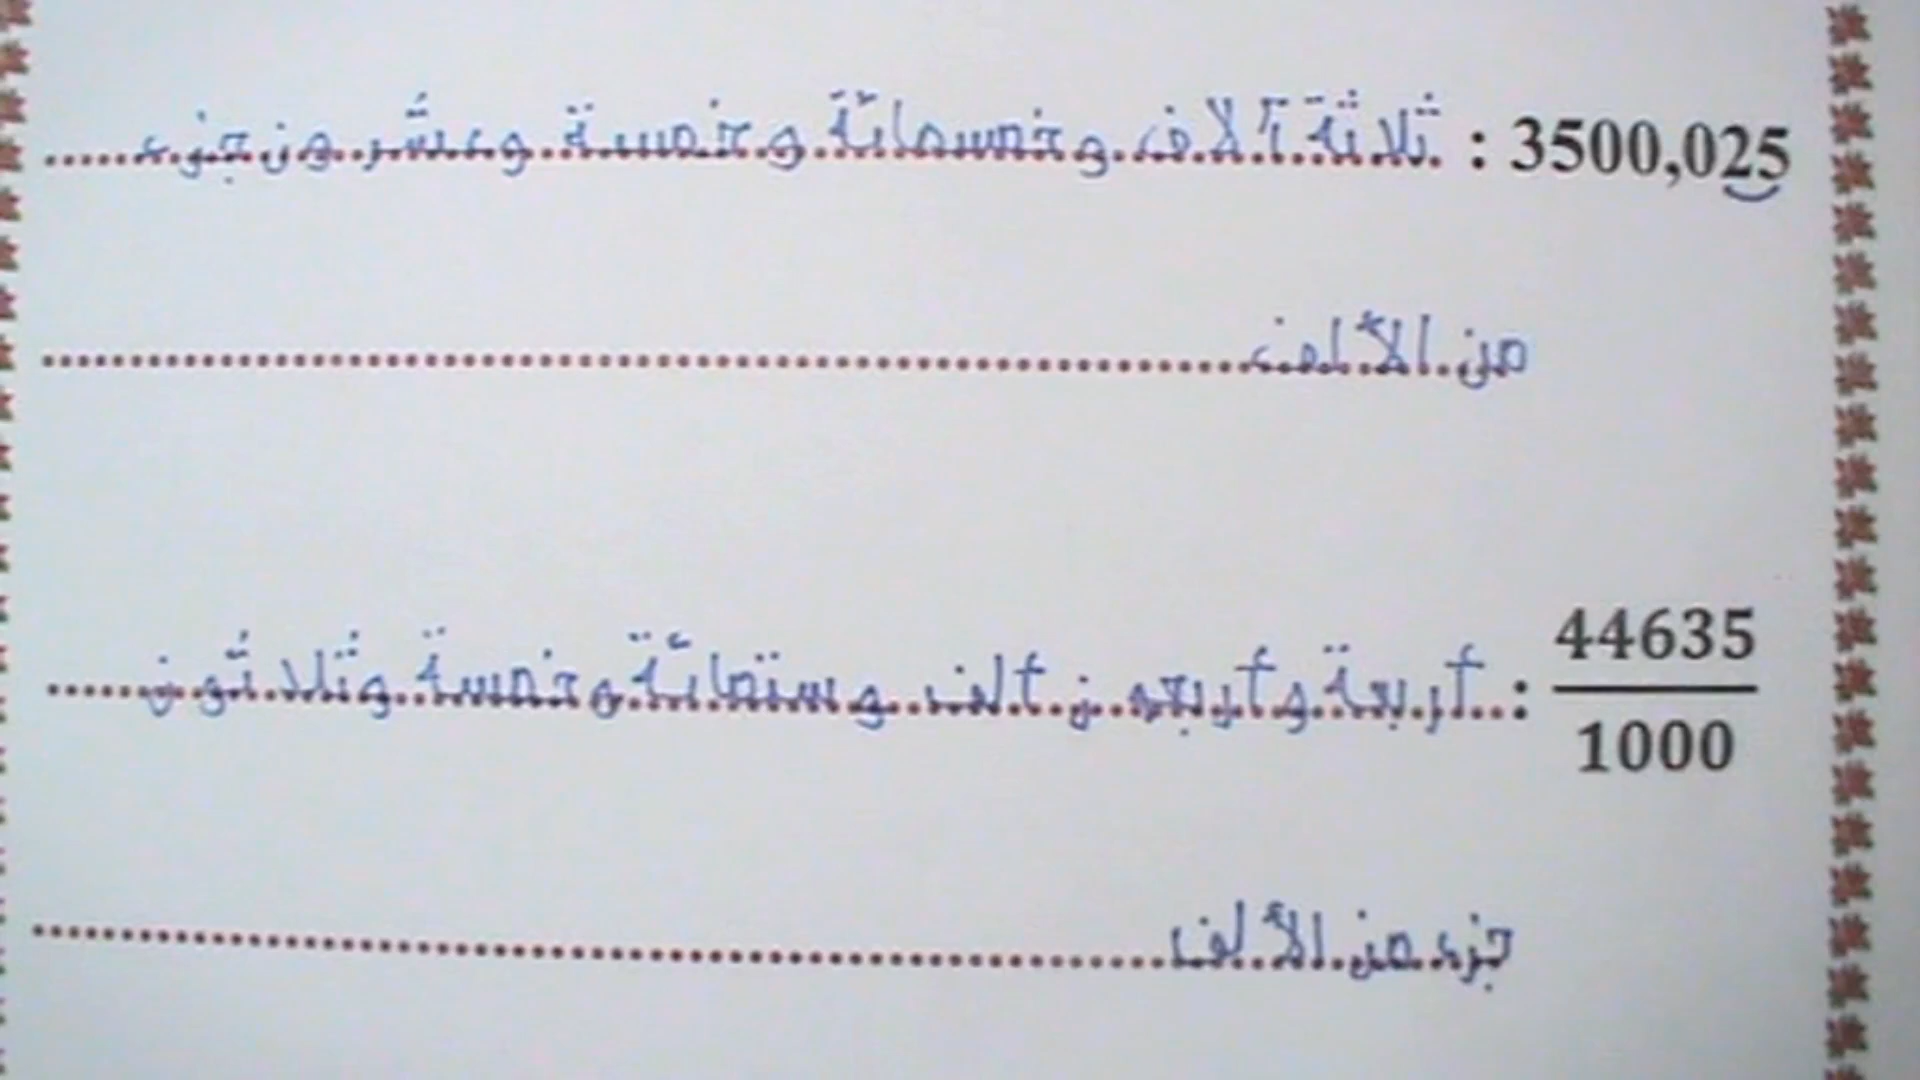 3500,025 : ثلاثة آلاف وخمسمائة وخمسة وعشرون جزء
من الألف
44635
1000 : أربعة وأربعون ألف وستمائة وخمسة وثلاثون
جزء من الألف